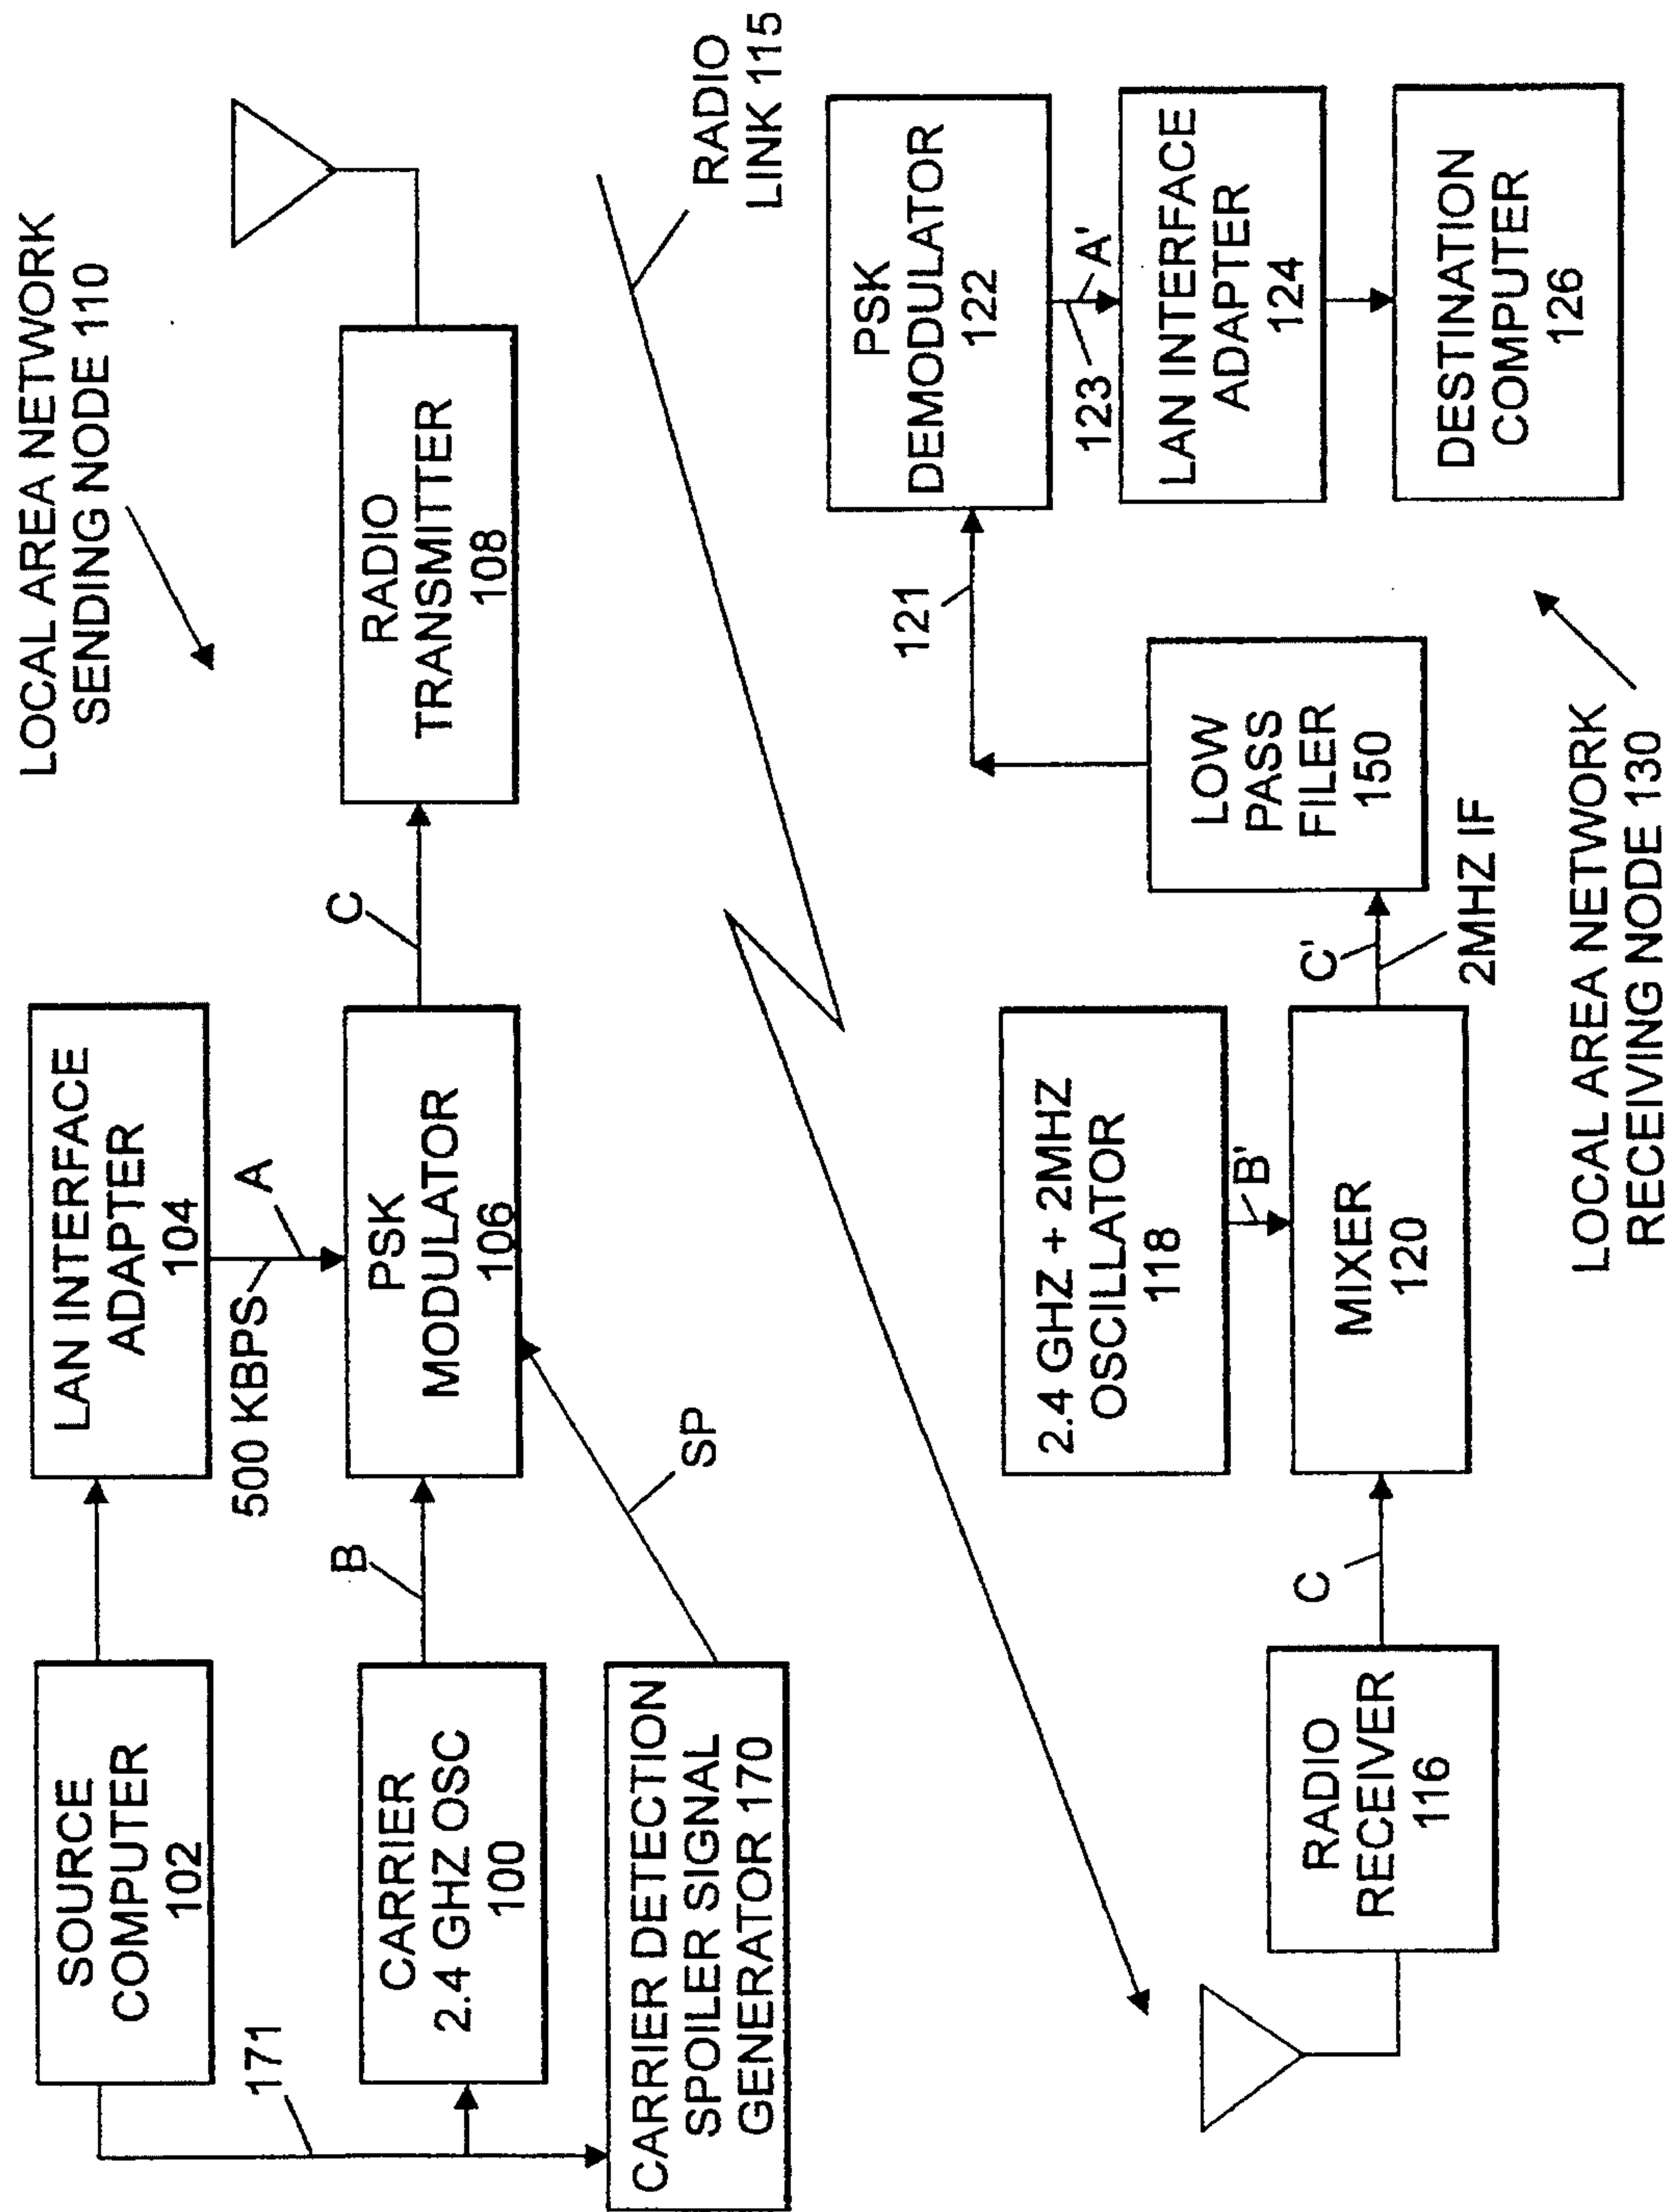 LOCAL AREA NETWORK
SENDING NODE 110
SOURCE
COMPUTER
102
LAN INTERFACE
ADAPTER
104
171
500 KBPS
A
CARRIER
2.4 GHZ OSC
100
B
PSK
MODULATOR
106
C
RADIO
TRANSMITTER
108
CARRIER DETECTION
SPOILER SIGNAL
GENERATOR 170
SP
RADIO
LINK 115
RADIO
RECEIVER
116
C
2.4 GHZ + 2MHZ
OSCILLATOR
118
B'
MIXER
120
C'
2MHZ IF
LOW
PASS
FILER
150
121
PSK
DEMODULATOR
122
123
A'
LAN INTERFACE
ADAPTER
124
DESTINATION
COMPUTER
126
LOCAL AREA NETWORK
RECEIVING NODE 130